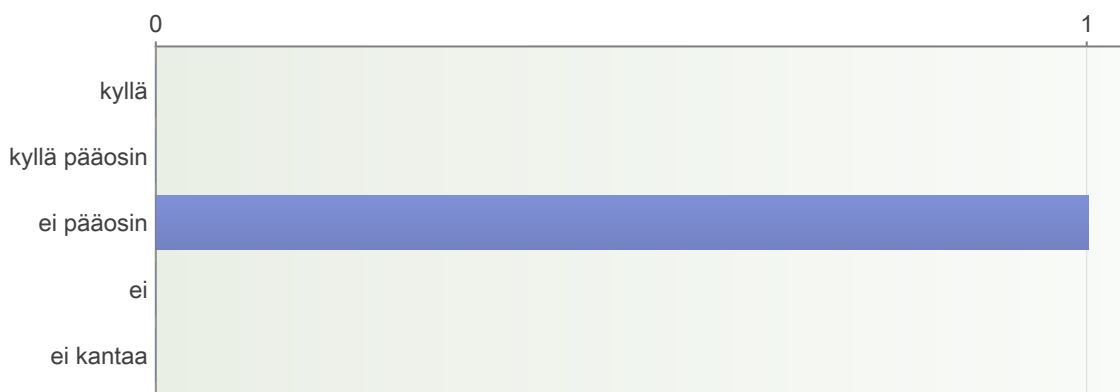 0 1
kyllä
kyllä pääosin
ei pääosin
ei
ei kantaa